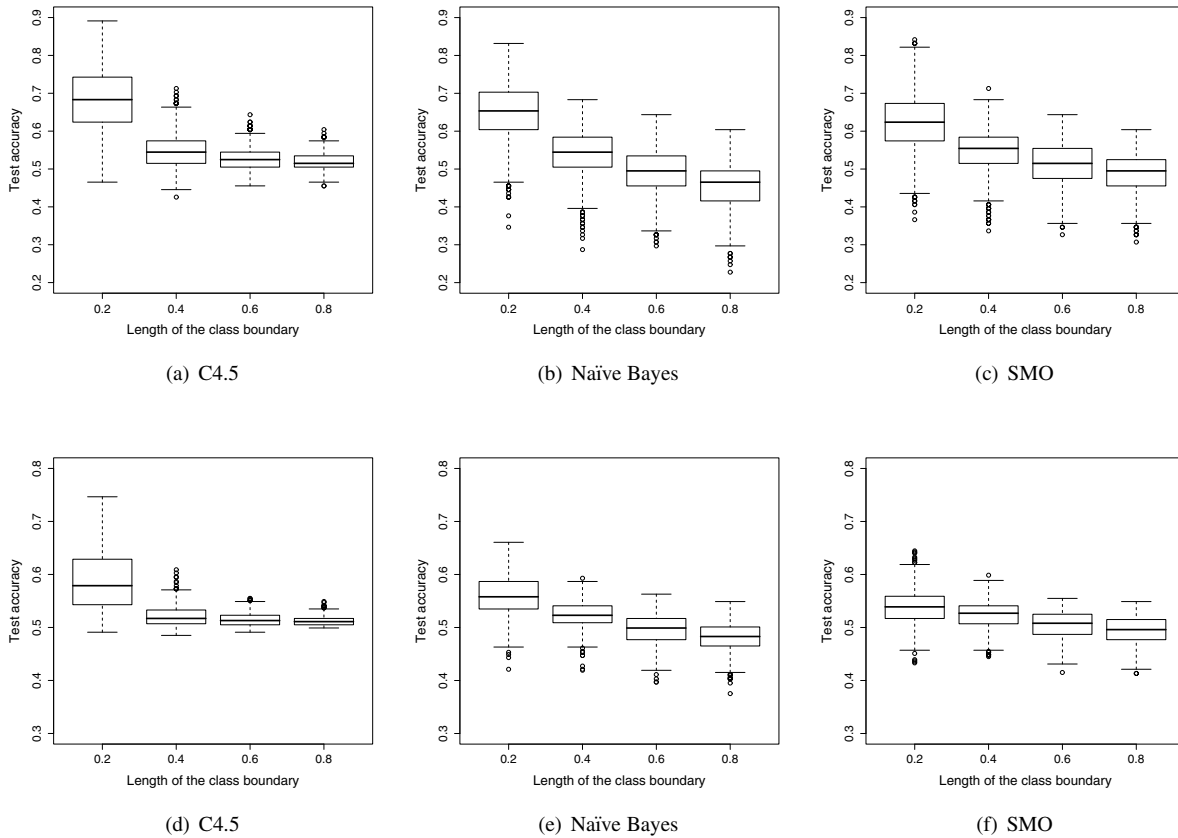 0.9
0.8
0.7
0.6
0.5
0.4
0.3
0.2
Test accuracy
0.2 0.4 0.6 0.8
Length of the class boundary
(a) C4.5
0.9
0.8
0.7
0.6
0.5
0.4
0.3
0.2
Test accuracy
0.2 0.4 0.6 0.8
Length of the class boundary
(b) Naïve Bayes
0.9
0.8
0.7
0.6
0.5
0.4
0.3
0.2
Test accuracy
0.2 0.4 0.6 0.8
Length of the class boundary
(c) SMO
0.8
0.7
0.6
0.5
0.4
0.3
Test accuracy
0.2 0.4 0.6 0.8
Length of the class boundary
(d) C4.5
0.8
0.7
0.6
0.5
0.4
0.3
Test accuracy
0.2 0.4 0.6 0.8
Length of the class boundary
(e) Naïve Bayes
0.8
0.7
0.6
0.5
0.4
0.3
Test accuracy
0.2 0.4 0.6 0.8
Length of the class boundary
(f) SMO